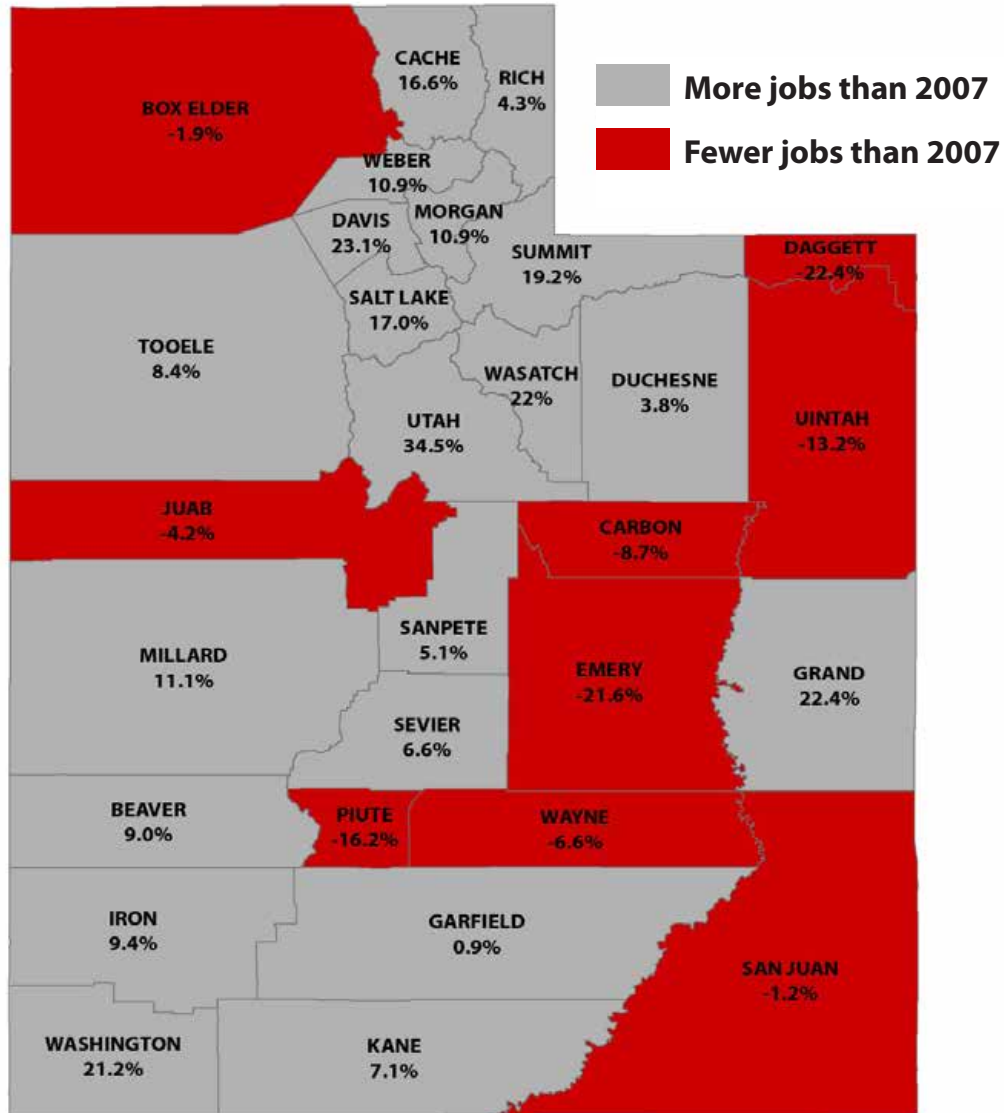 CACHE
16.6%
RICH
4.3%
More jobs than 2007
Fewer jobs than 2007
BOX ELDER
-1.9%
WEBER
10.9%
DAVIS
23.1%
MORGAN
10.9%
SUMMIT
19.2%
DAGGETT
-22.4%
SALT LAKE
17.0%
TOOELE
8.4%
WASATCH
22%
DUCHESNE
3.8%
UTAH
34.5%
UINTAH
-13.2%
JUAB
-4.2%
CARBON
-8.7%
SANPETE
5.1%
MILLARD
11.1%
EMERY
-21.6%
GRAND
22.4%
SEVIER
6.6%
BEAVER
9.0%
PIUTE
-16.2%
WAYNE
-6.6%
IRON
9.4%
GARFIELD
0.9%
SAN JUAN
-1.2%
WASHINGTON
21.2%
KANE
7.1%